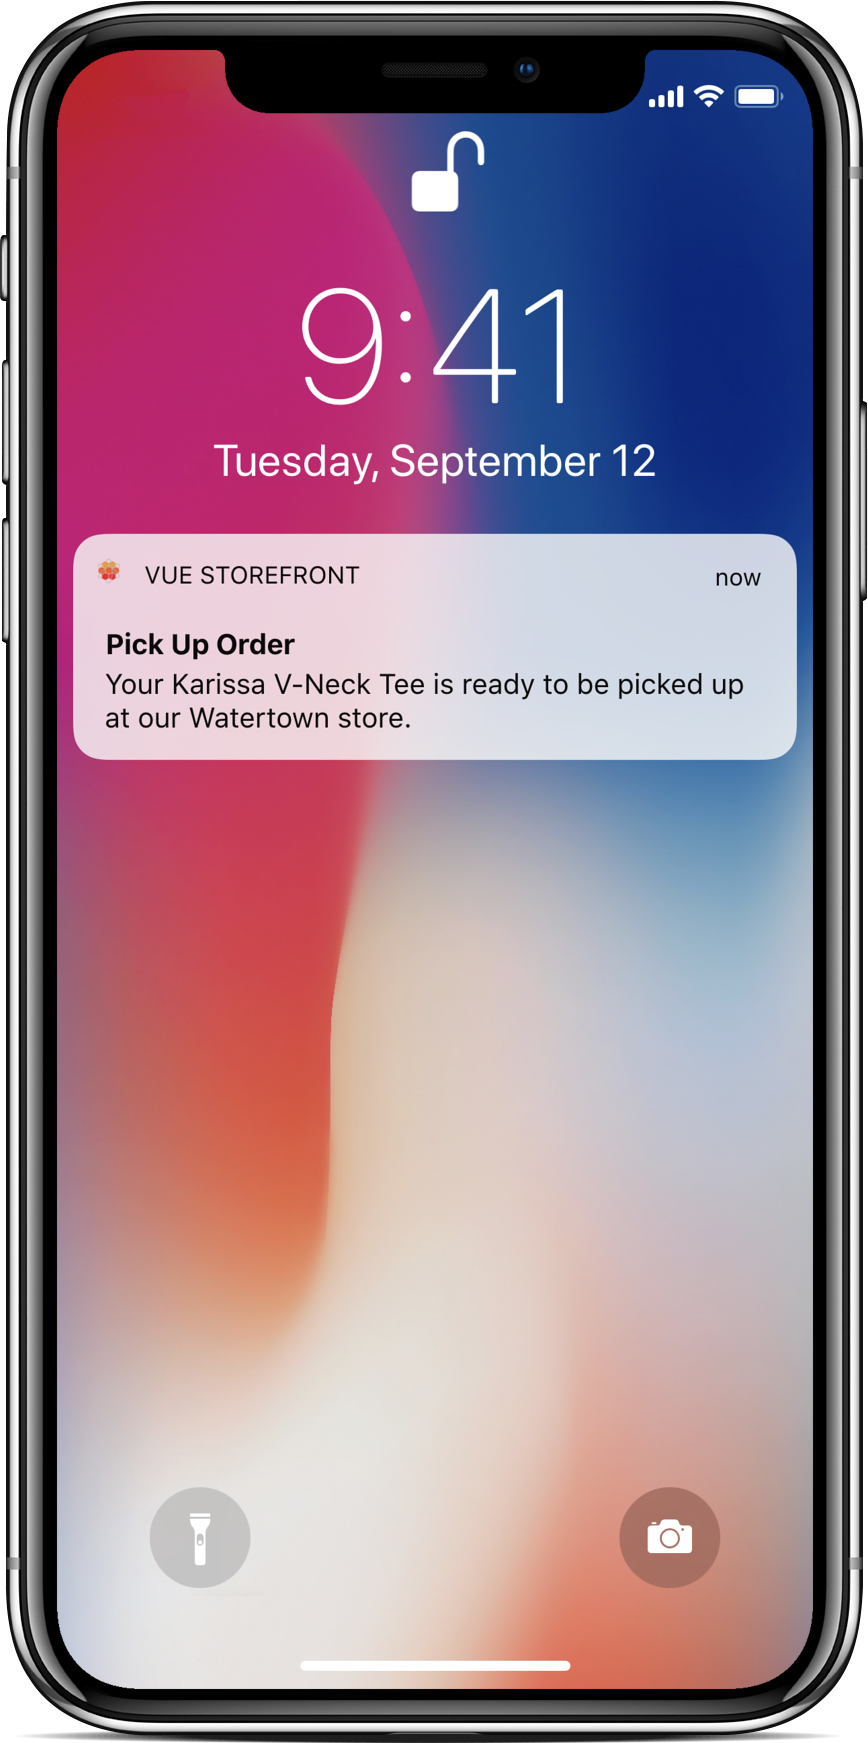 9:41
Tuesday, September 12
VUE STOREFRONT now
Pick Up Order
Your Karissa V-Neck Tee is ready to be picked up
at our Watertown store.